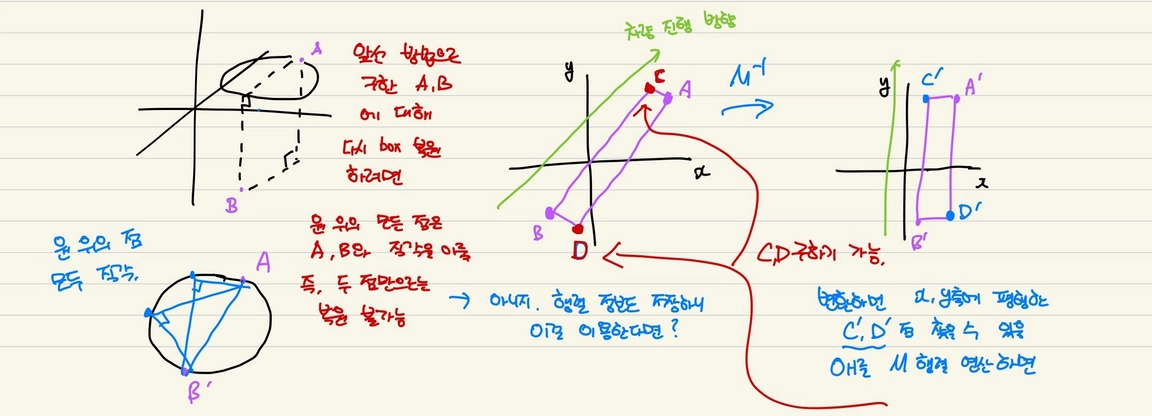 A
B
앞선 방법으로
구한 A,B
에 대해
다시 box 복원
하려면
원 위의 점
모두 직각.
A
B'
원 위의 모든 점은
A,B와 직각을 이룸
즉, 두 점만으로는
복원 불가능
차량 진행 방향
y
x
C
A
B
D
M⁻¹
→ 아니지. 행렬 정보도 저장하니
이걸 이용한다면?
y
x
C'
A'
B'
D'
C,D 구하기 가능.
변환하면 x,y축에 평행한
C',D' 점 찾을 수 있음
M 행렬 연산하면